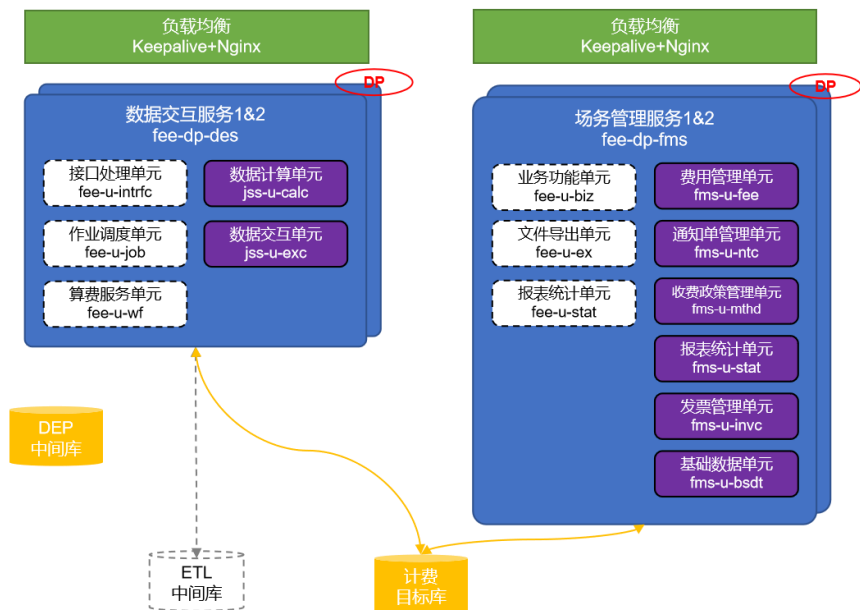 负载均衡
Keepalive+Nginx
DP
数据交互服务1&2
fee-dp-des
接口处理单元
fee-u-intrfc
数据计算单元
jss-u-calc
作业调度单元
fee-u-job
数据交互单元
jss-u-exc
算费服务单元
fee-u-wf
负载均衡
Keepalive+Nginx
DP
场务管理服务1&2
fee-dp-fms
业务功能单元
fee-u-biz
费用管理单元
fms-u-fee
文件导出单元
fee-u-ex
通知单管理单元
fms-u-ntc
报表统计单元
fee-u-stat
收费政策管理单元
fms-u-mthd
报表统计单元
fms-u-stat
发票管理单元
fms-u-invc
基础数据单元
fms-u-bsdt
DEP
中间库
ETL
中间库
计费
目标库